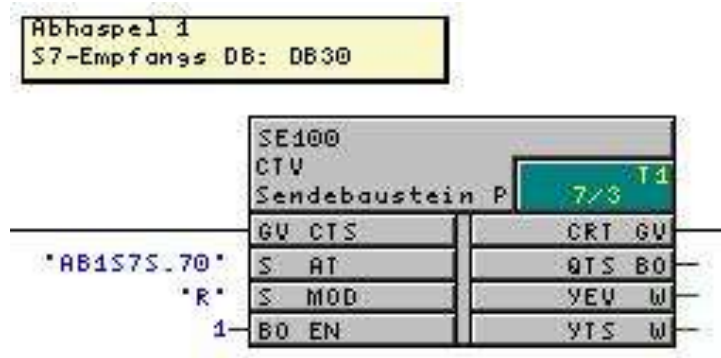 Abhaspel 1
S7-Empfangs DB: DB30
SE100
CTV
Sendebaustein P
T1
7/3
GV CTS
CRT GV
"AB1S7S.70"
S AT
QTS BO
"R"
S MOD
YEV W
1
BO EN
YTS W